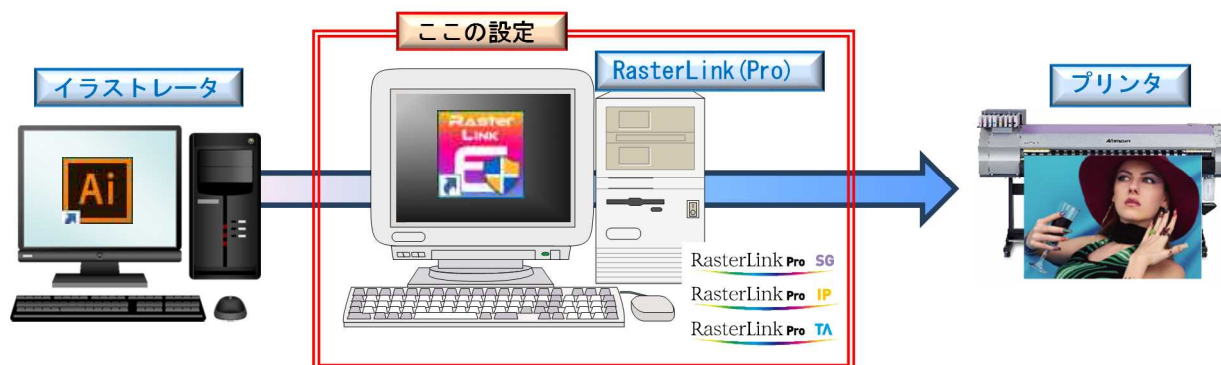 ここの設定
イラストレータ
RasterLink(Pro)
プリンタ
Ai
RASTER
LINK
E
Mimaki
RasterLink Pro SG
RasterLink Pro IP
RasterLink Pro TA